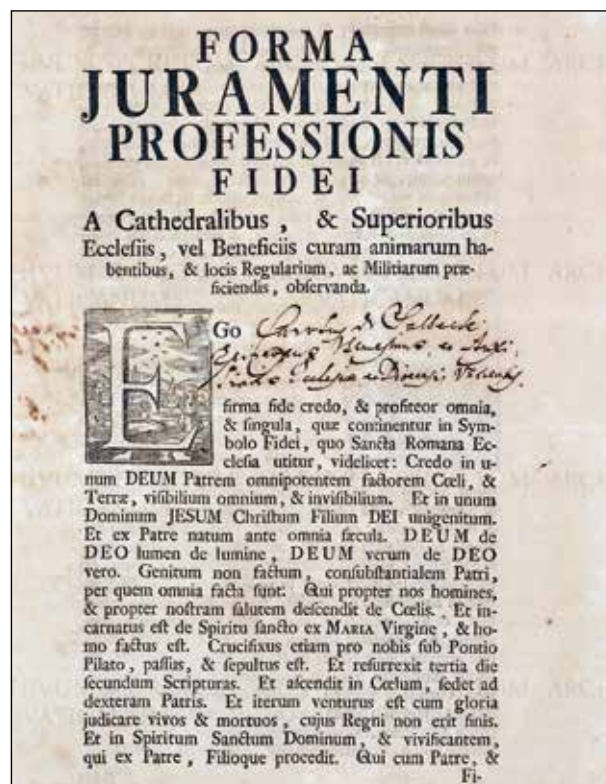 FORMA
JURAMENTI
PROFESSIONIS
FIDEI
A Cathedralibus, & Superioribus
Ecclesiis, vel Beneficiis curam animarum ha-
bentibus, & locis Regularium, ac Militiarum præ-
ficiendis, observanda.
EGo
firma fide credo, & profiteor omnia,
& singula, quæ continentur in Sym-
bolo Fidei, quo Sancta Romana Ec-
clesia utitur, videlicet: Credo in u-
num DEUM Patrem omnipotentem factorem Cœli, &
Terræ, visibilium omnium, & invisibilium. Et in unum
Dominum JESUM Christum Filium DEI unigenitum.
Et ex Patre natum ante omnia sæcula. DEUM de
DEO lumen de lumine, DEUM verum de DEO
vero. Genitum non factum, consubstantialem Patri,
per quem omnia facta sunt: Qui propter nos homines,
& propter nostram salutem descendit de Cœlis. Et in-
carnatus est de Spiritu sancto ex MARIA Virgine, & ho-
mo factus est. Crucifixus etiam pro nobis sub Pontio
Pilato, passus, & sepultus est. Et resurrexit tertia die
secundum Scripturas. Et ascendit in Cœlum, sedet ad
dexteram Patris. Et iterum venturus est cum gloria
judicare vivos & mortuos, cujus Regni non erit finis.
Et in Spiritum Sanctum Dominum, & vivificantem,
qui ex Patre, Filioque procedit. Qui cum Patre, &
Fi-